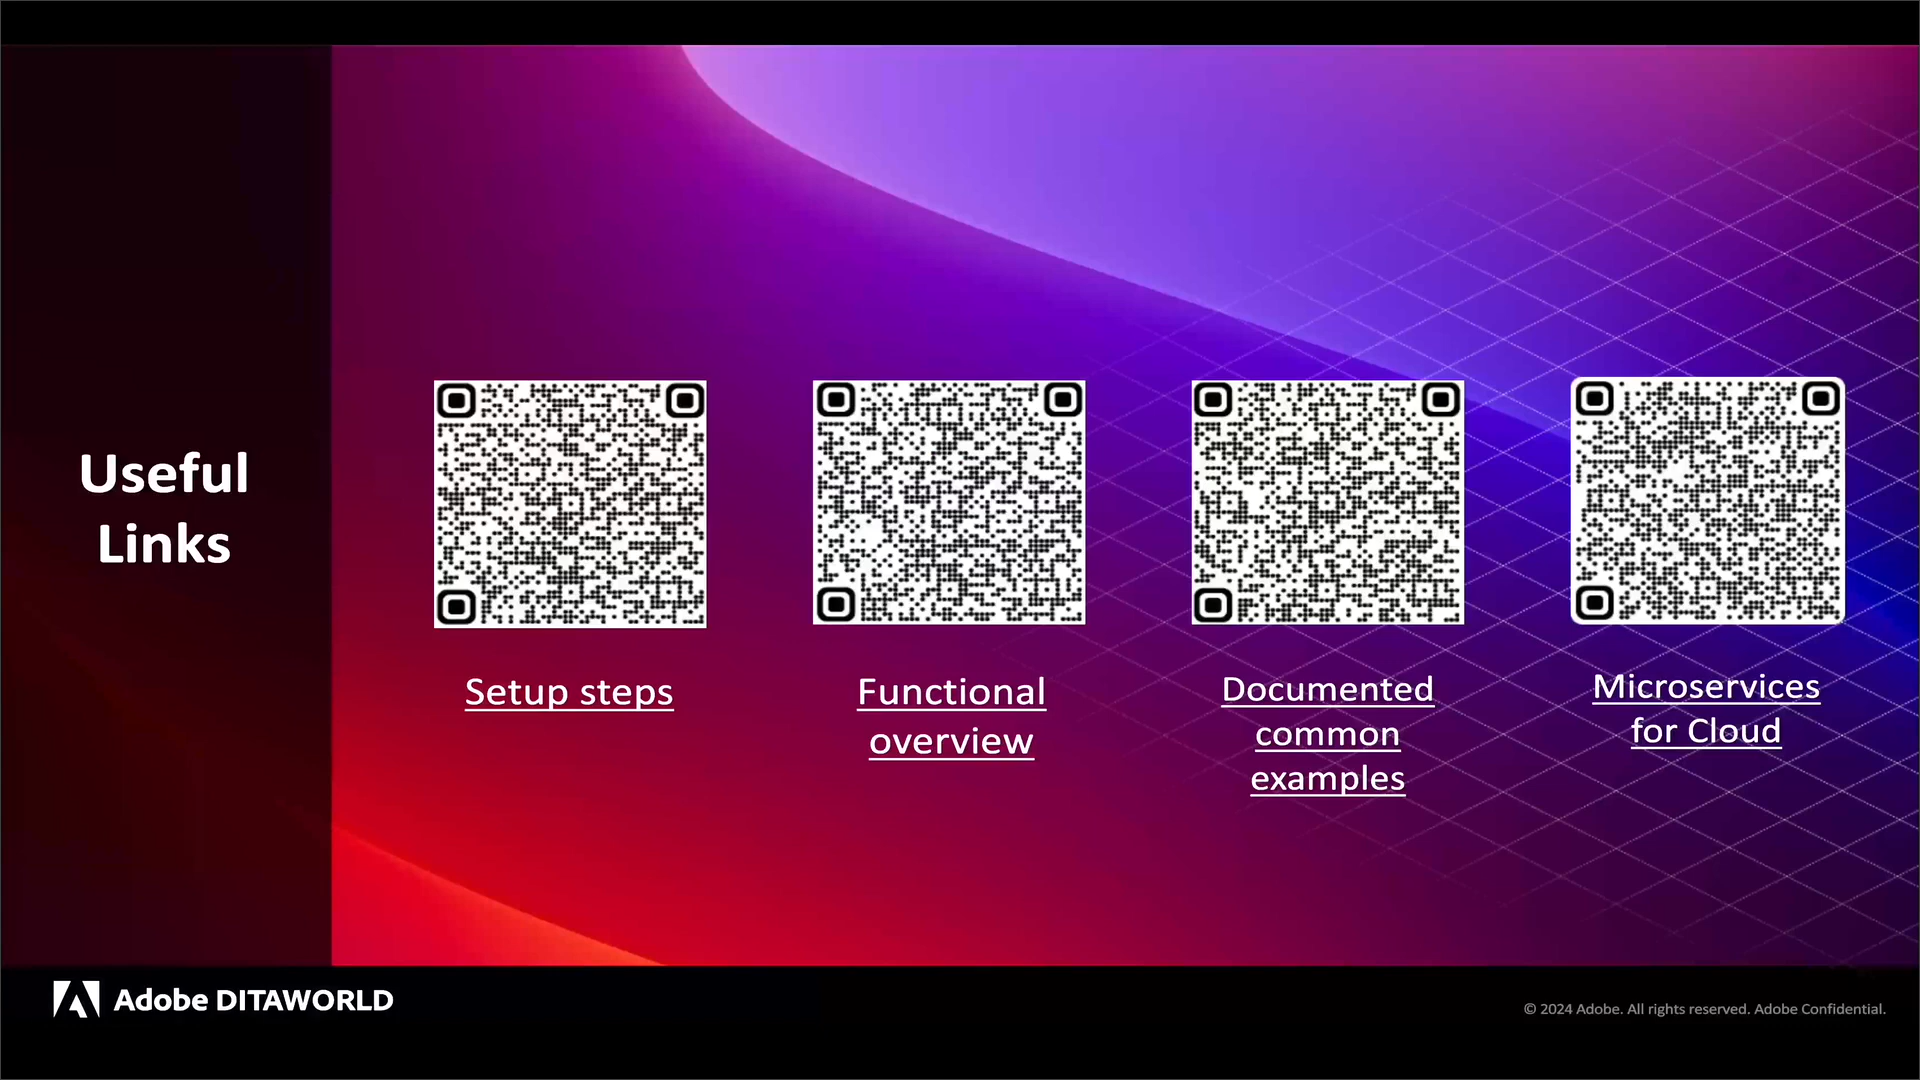 Useful
Links
Setup steps
Functional
overview
Documented
common
examples
Microservices
for Cloud
Adobe DITAWORLD
© 2024 Adobe. All rights reserved. Adobe Confidential.